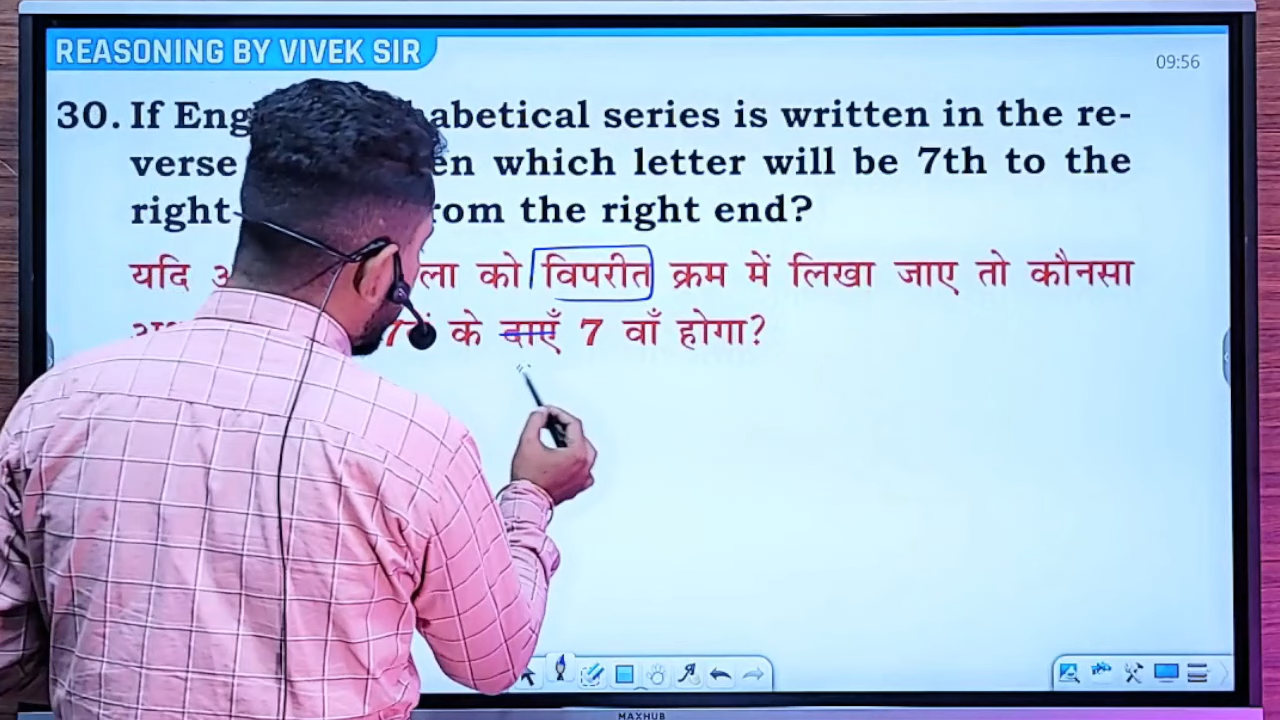 REASONING BY VIVEK SIR
09:56
30. If Eng abetical series is written in the re-
verse en which letter will be 7th to the
right rom the right end?
यदि अ ला को विपरीत क्रम में लिखा जाए तो कौनसा
7 के दाएँ 7 वाँ होगा?
MAXHUB